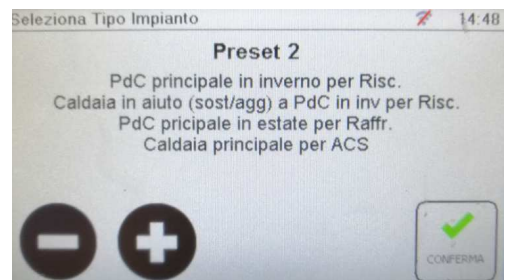 Seleziona Tipo Impianto 14:48
Preset 2
PdC principale in inverno per Risc.
Caldaia in aiuto (sost/agg) a PdC in inv per Risc.
PdC pricipale in estate per Raffr.
Caldaia principale per ACS
CONFERMA